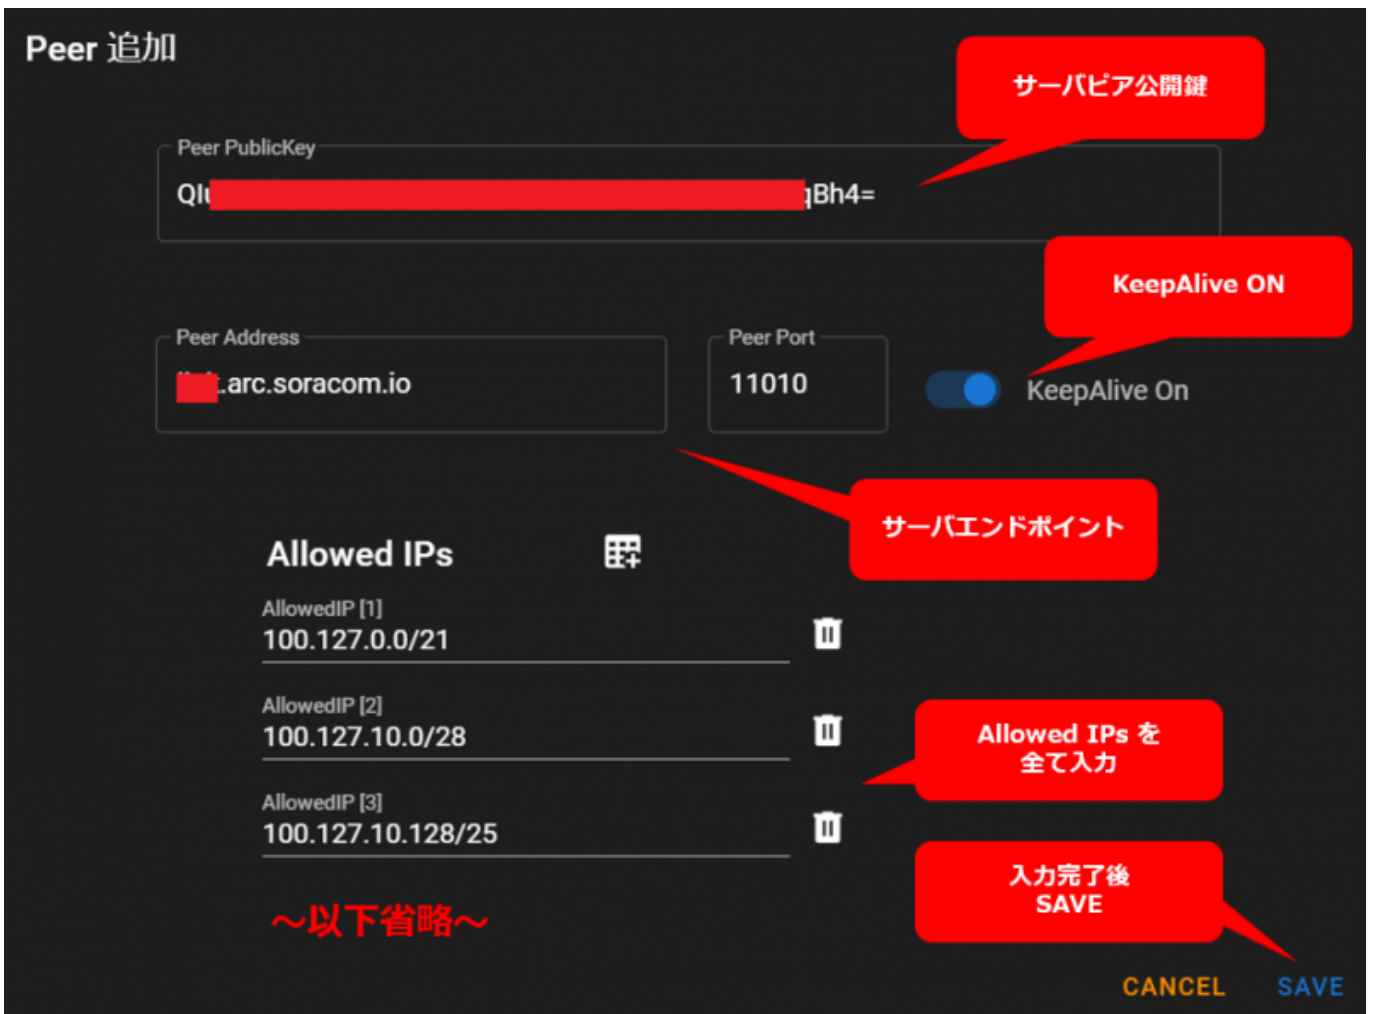 Peer 追加
サーバピア公開鍵
Peer PublicKey
qBh4=
KeepAlive ON
Peer Address
Peer Port
.arc.soracom.io
11010
KeepAlive On
サーバエンドポイント
Allowed IPs
AllowedIP [1]
100.127.0.0/21
AllowedIP [2]
100.127.10.0/28
Allowed IPs を
全て入力
AllowedIP [3]
100.127.10.128/25
入力完了後
SAVE
～以下省略～
CANCEL
SAVE